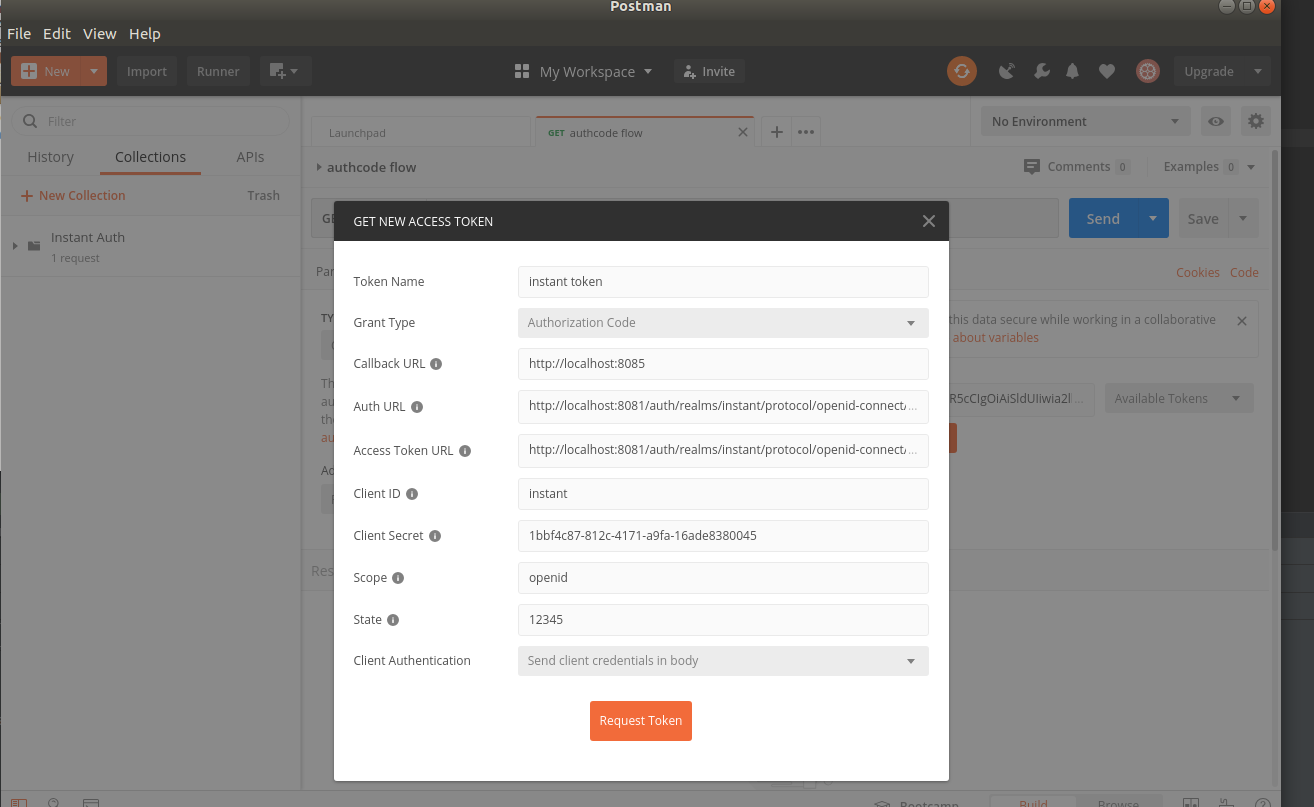 Postman
File Edit View Help
New Import Runner My Workspace Invite Upgrade
Filter
Launchpad GET authcode flow No Environment
History Collections APIs
authcode flow Comments 0 Examples 0
New Collection Trash
Instant Auth
1 request
Send Save
Cookies Code
GET NEW ACCESS TOKEN
Token Name instant token
Grant Type Authorization Code
Callback URL http://localhost:8085
Auth URL http://localhost:8081/auth/realms/instant/protocol/openid-connect/...
Access Token URL http://localhost:8081/auth/realms/instant/protocol/openid-connect/...
Client ID instant
Client Secret 1bbf4c87-812c-4171-a9fa-16ade8380045
Scope openid
State 12345
Client Authentication Send client credentials in body
Request Token
this data secure while working in a collaborative
about variables
Available Tokens
Bootcamp Build Browse